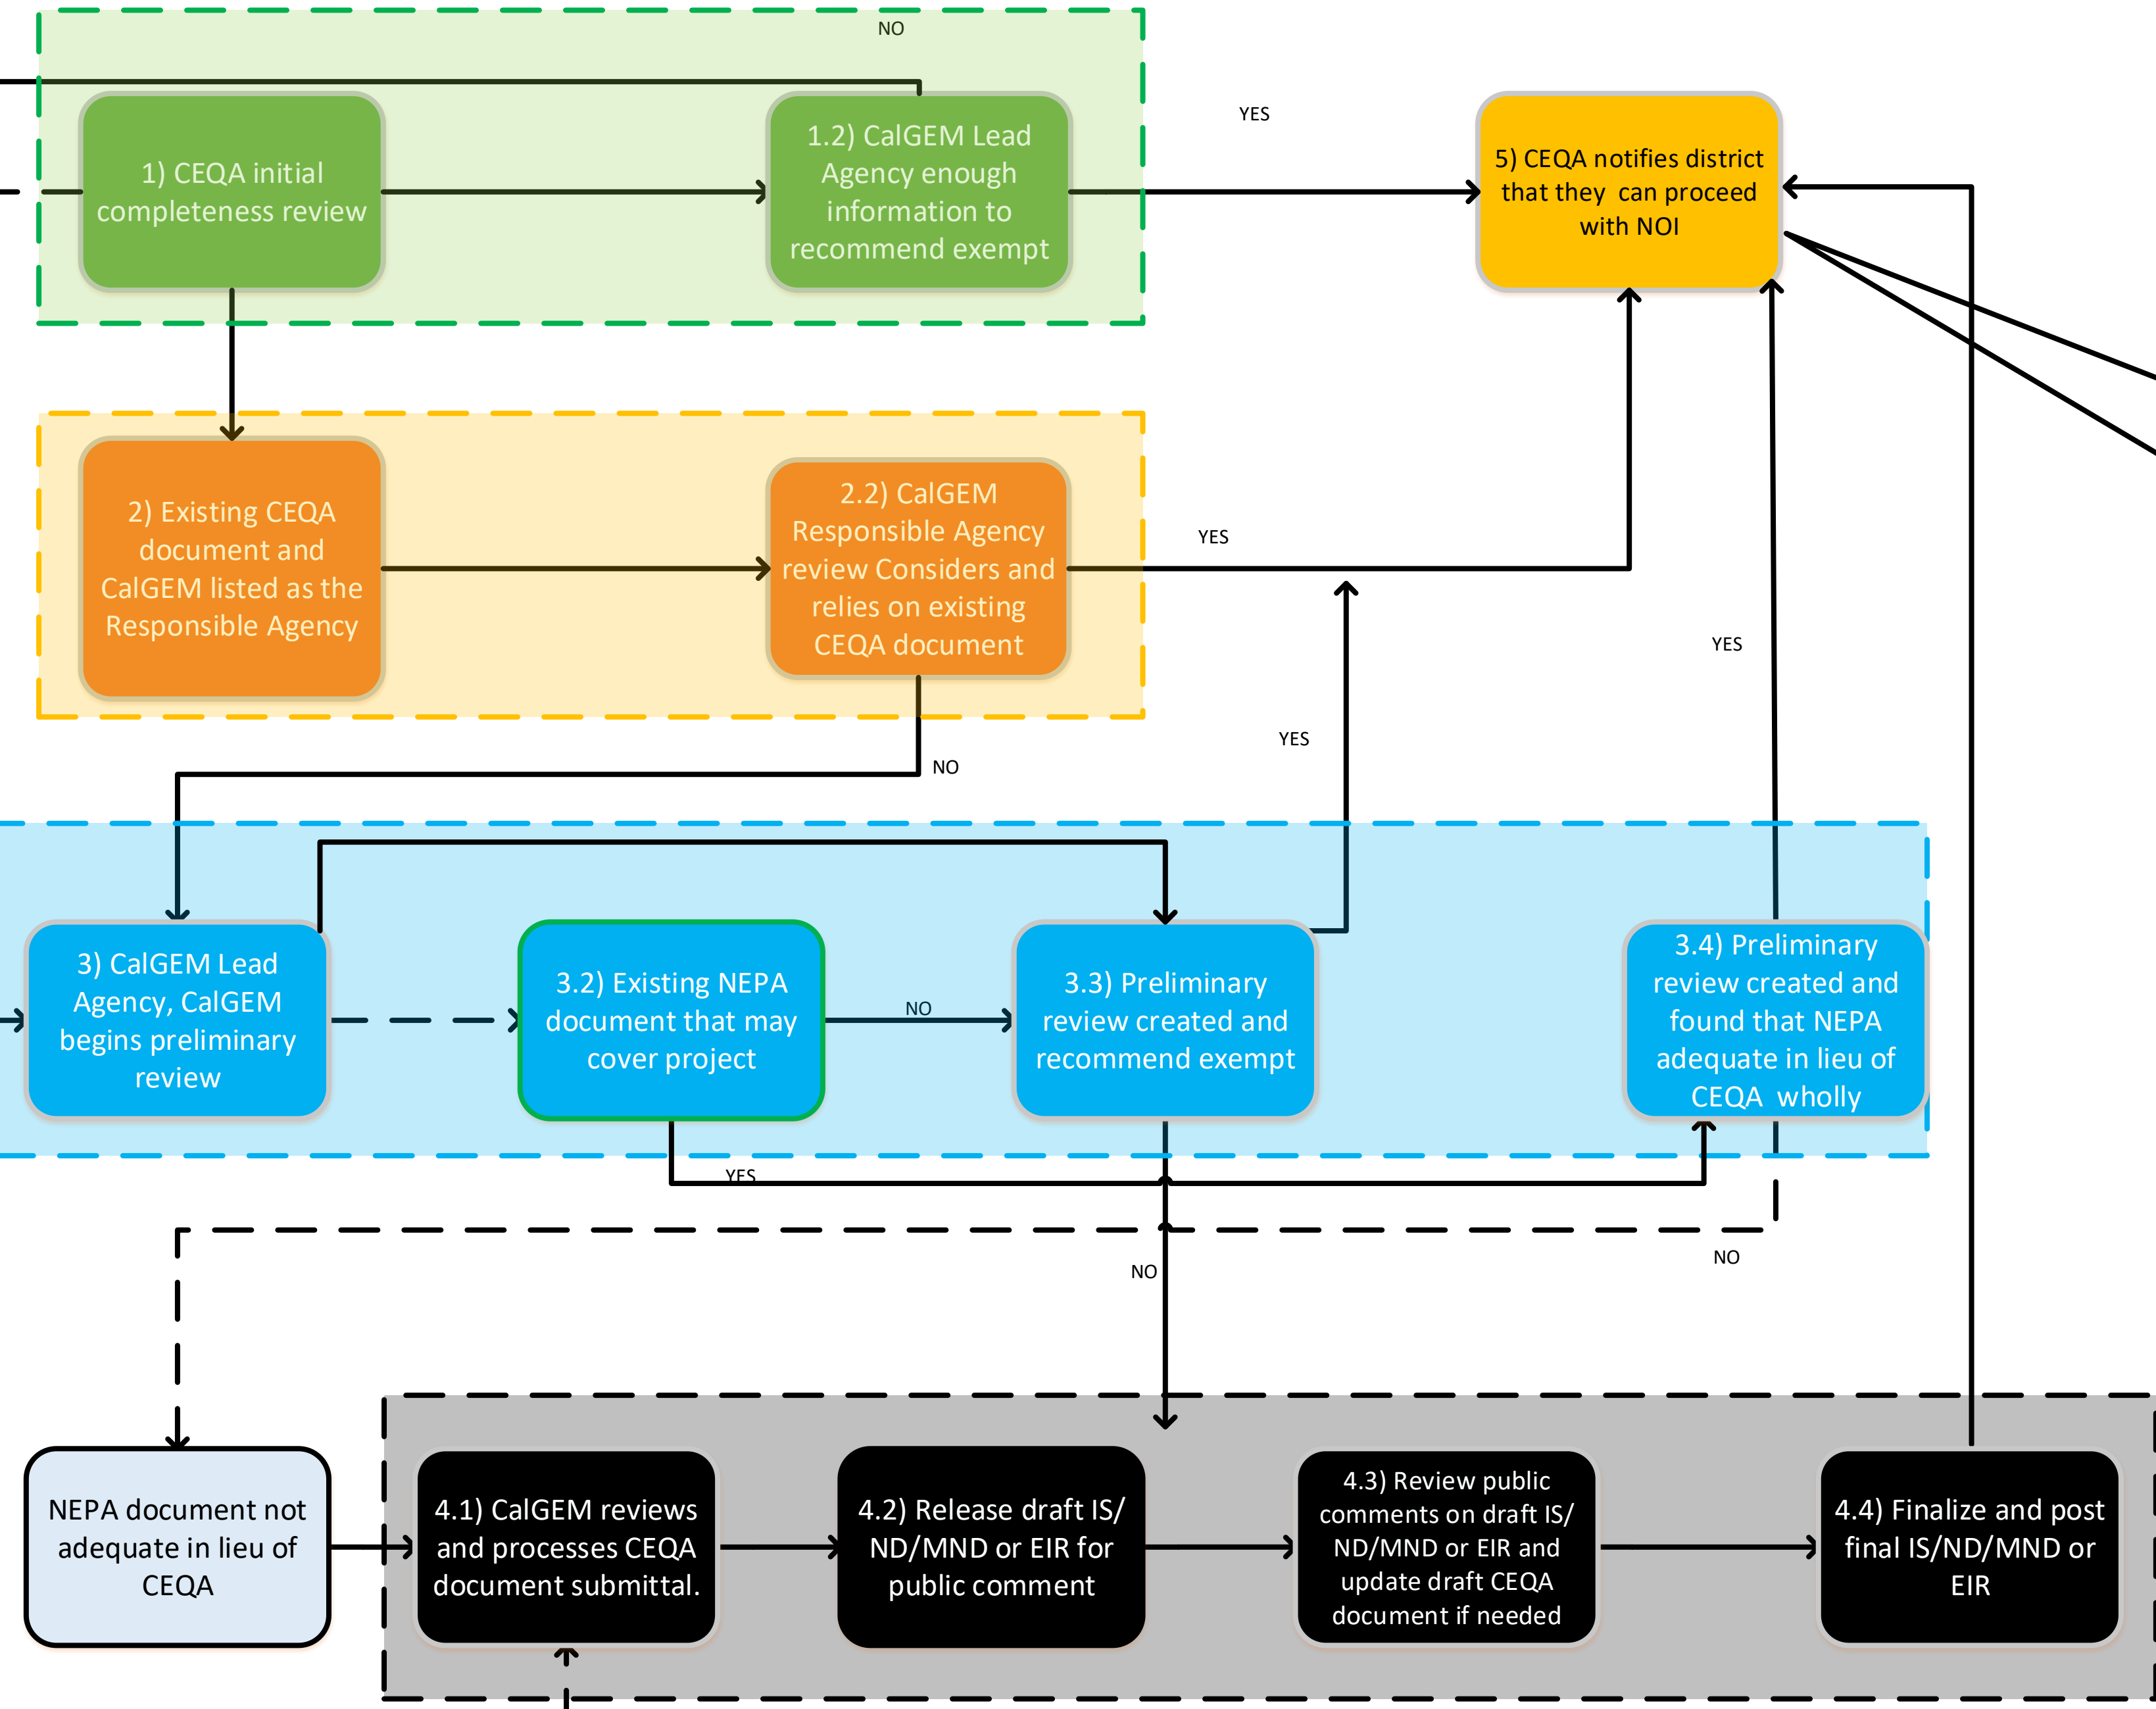 NO
1) CEQA initial
completeness review
1.2) CalGEM Lead
Agency enough
information to
recommend exempt
YES
5) CEQA notifies district
that they can proceed
with NOI
2) Existing CEQA
document and
CalGEM listed as the
Responsible Agency
2.2) CalGEM
Responsible Agency
review Considers and
relies on existing
CEQA document
YES
YES
YES
NO
3) CalGEM Lead
Agency, CalGEM
begins preliminary
review
3.2) Existing NEPA
document that may
cover project
NO
3.3) Preliminary
review created and
recommend exempt
3.4) Preliminary
review created and
found that NEPA
adequate in lieu of
CEQA wholly
YES
NO
NO
NEPA document not
adequate in lieu of
CEQA
4.1) CalGEM reviews
and processes CEQA
document submittal.
4.2) Release draft IS/
ND/MND or EIR for
public comment
4.3) Review public
comments on draft IS/
ND/MND or EIR and
update draft CEQA
document if needed
4.4) Finalize and post
final IS/ND/MND or
EIR